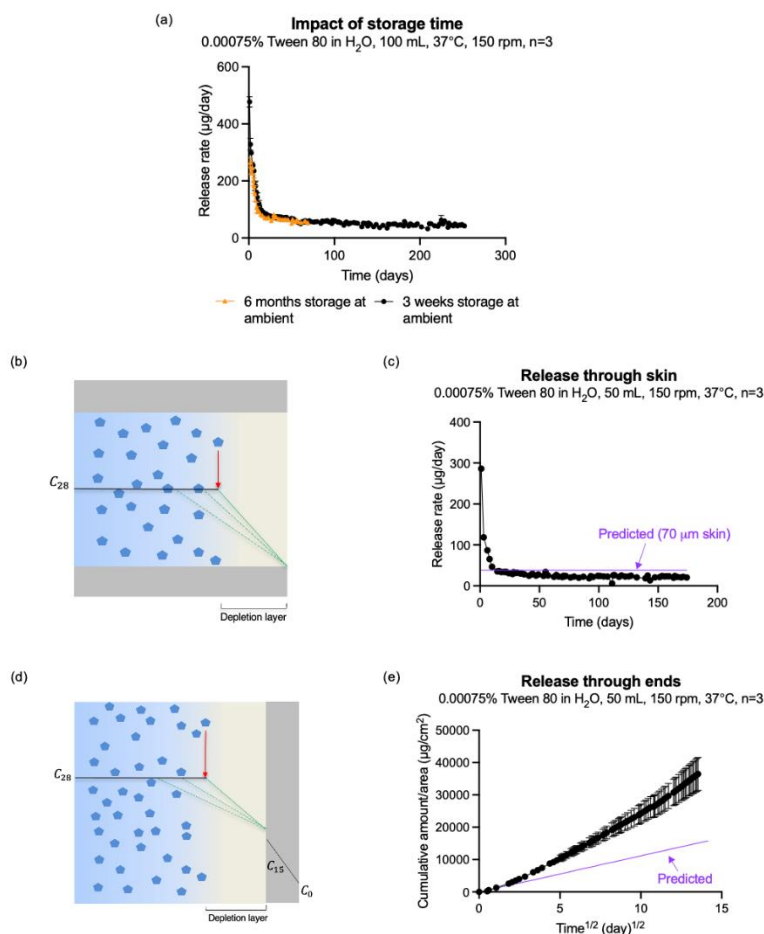 (a)
Impact of storage time
0.00075% Tween 80 in H₂O, 100 mL, 37°C, 150 rpm, n=3
Release rate (µg/day)
600
400
200
0
0 100 200 300
Time (days)
6 months storage at ambient
3 weeks storage at ambient
(b)
C₂₈
Depletion layer
(c)
Release through skin
0.00075% Tween 80 in H₂O, 50 mL, 150 rpm, 37°C, n=3
Release rate (µg/day)
400
300
200
100
0
Predicted (70 µm skin)
0 50 100 150 200
Time (days)
(d)
C₂₈
C₁₅
C₀
Depletion layer
(e)
Release through ends
0.00075% Tween 80 in H₂O, 50 mL, 150 rpm, 37°C, n=3
Cumulative amount/area (µg/cm²)
50000
40000
30000
20000
10000
0
Predicted
0 5 10 15
Time¹/² (day)¹/²